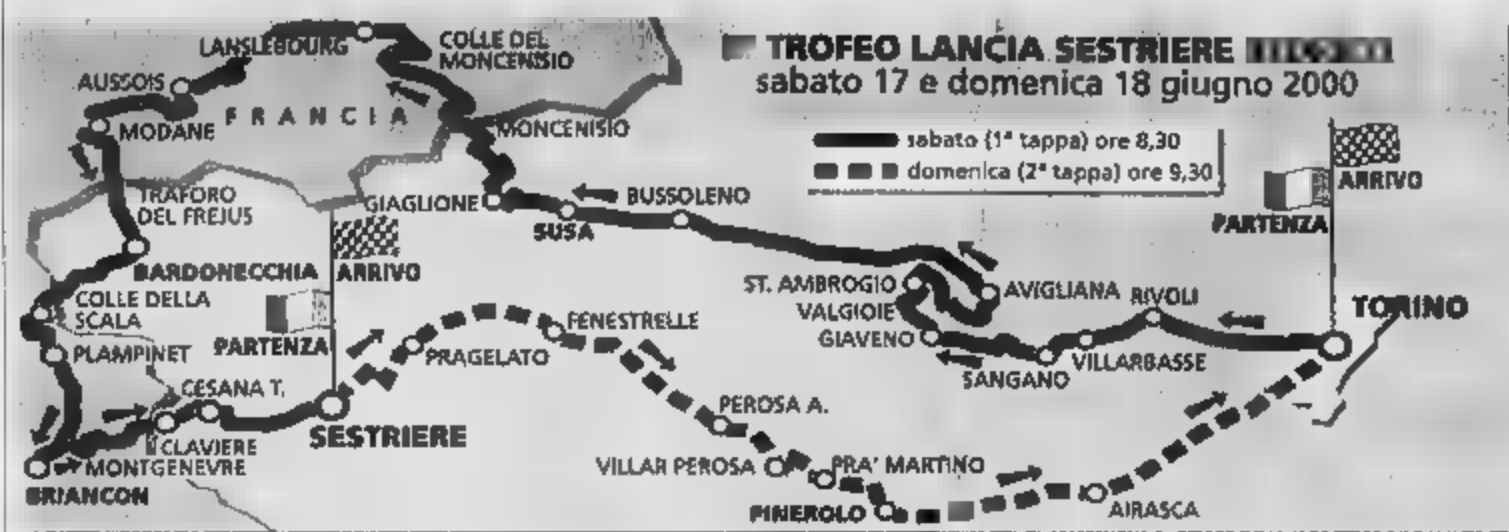 TROFEO LANCIA SESTRIERE
sabato 17 e domenica 18 giugno 2000
sabato (1ª tappa) ore 8,30
domenica (2ª tappa) ore 9,30
LANSLEBOURG
COLLE DEL
MONCENISIO
AUSSOIS
FRANCIA
MODANE
MONCENISIO
TRAFORO
DEL FREJUS
GIAGLIONE
SUSA
BUSSOLENO
ARRIVO
PARTENZA
BARDONECCHIA
ARRIVO
COLLE DELLA
SCALA
PARTENZA
PLAMPINET
CESANA T.
CLAVIERE
MONTGENEVRE
BRIANCON
SESTRIERE
PRAGELATO
FENESTRELLE
ST. AMBROGIO
VALGIOIE
GIAVENO
AVIGLIANA
RIVOLI
TORINO
SANGANO
VILLARBASSE
PEROSA A.
VILLAR PEROSA
PRA' MARTINO
PINEROLO
AIRASCA